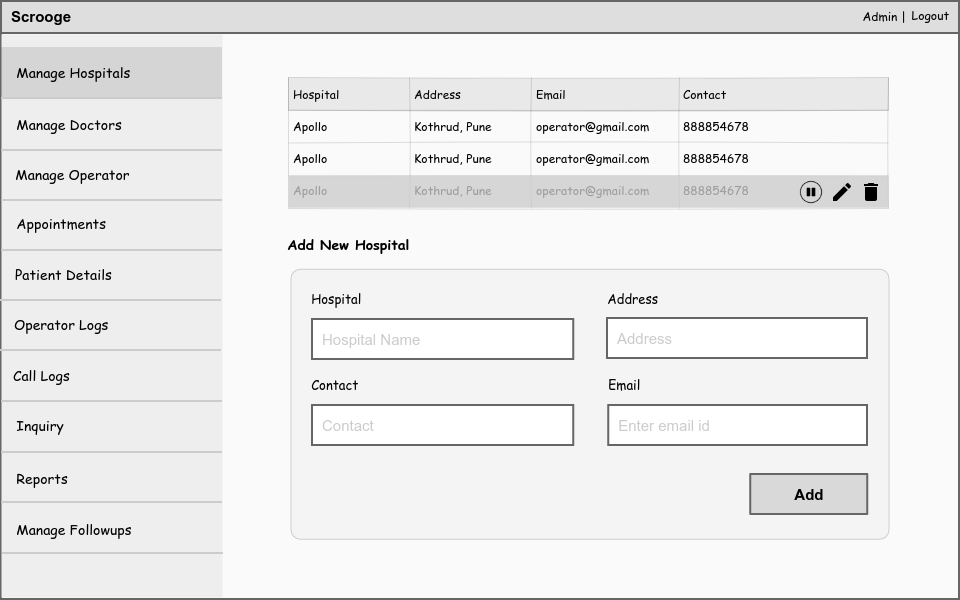 Scrooge
Admin | Logout
Manage Hospitals
Manage Doctors
Manage Operator
Appointments
Patient Details
Operator Logs
Call Logs
Inquiry
Reports
Manage Followups
Hospital Address Email Contact
Apollo Kothrud, Pune operator@gmail.com 888854678
Apollo Kothrud, Pune operator@gmail.com 888854678
Apollo Kothrud, Pune operator@gmail.com 888854678
Add New Hospital
Hospital
Hospital Name
Address
Address
Contact
Contact
Email
Enter email id
Add